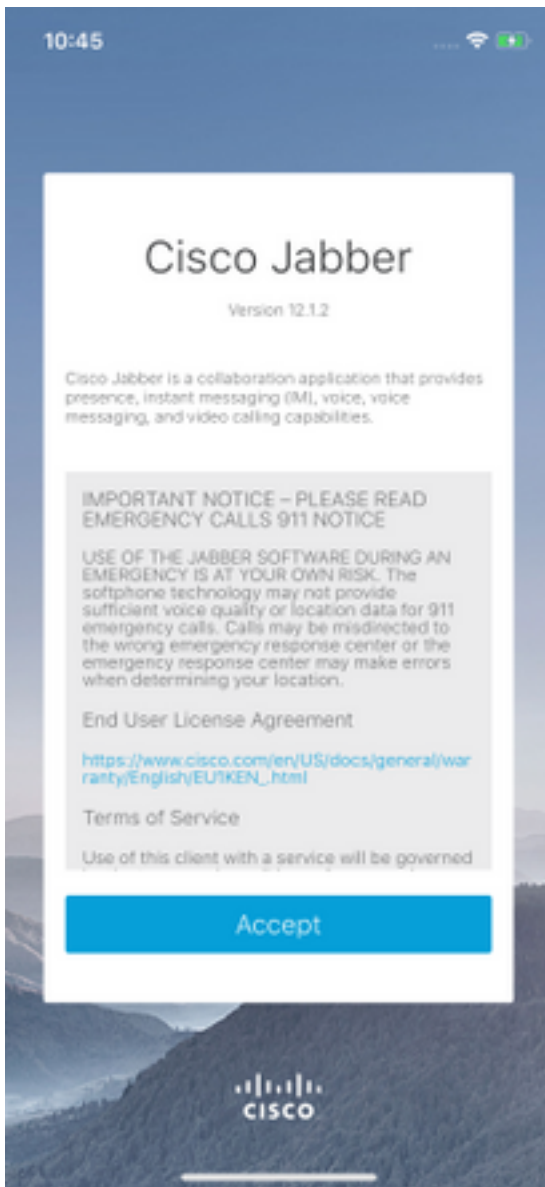 10:45
Cisco Jabber
Version 12.1.2
Cisco Jabber is a collaboration application that provides
presence, instant messaging (IM), voice, voice
messaging, and video calling capabilities.
IMPORTANT NOTICE – PLEASE READ
EMERGENCY CALLS 911 NOTICE
USE OF THE JABBER SOFTWARE DURING AN
EMERGENCY IS AT YOUR OWN RISK. The
softphone technology may not provide
sufficient voice quality or location data for 911
emergency calls. Calls may be misdirected to
the wrong emergency response center or the
emergency response center may make errors
when determining your location.
End User License Agreement
https://www.cisco.com/en/US/docs/general/war
ranty/English/EU1KEN_.html
Terms of Service
Use of this client with a service will be governed
Accept
CISCO